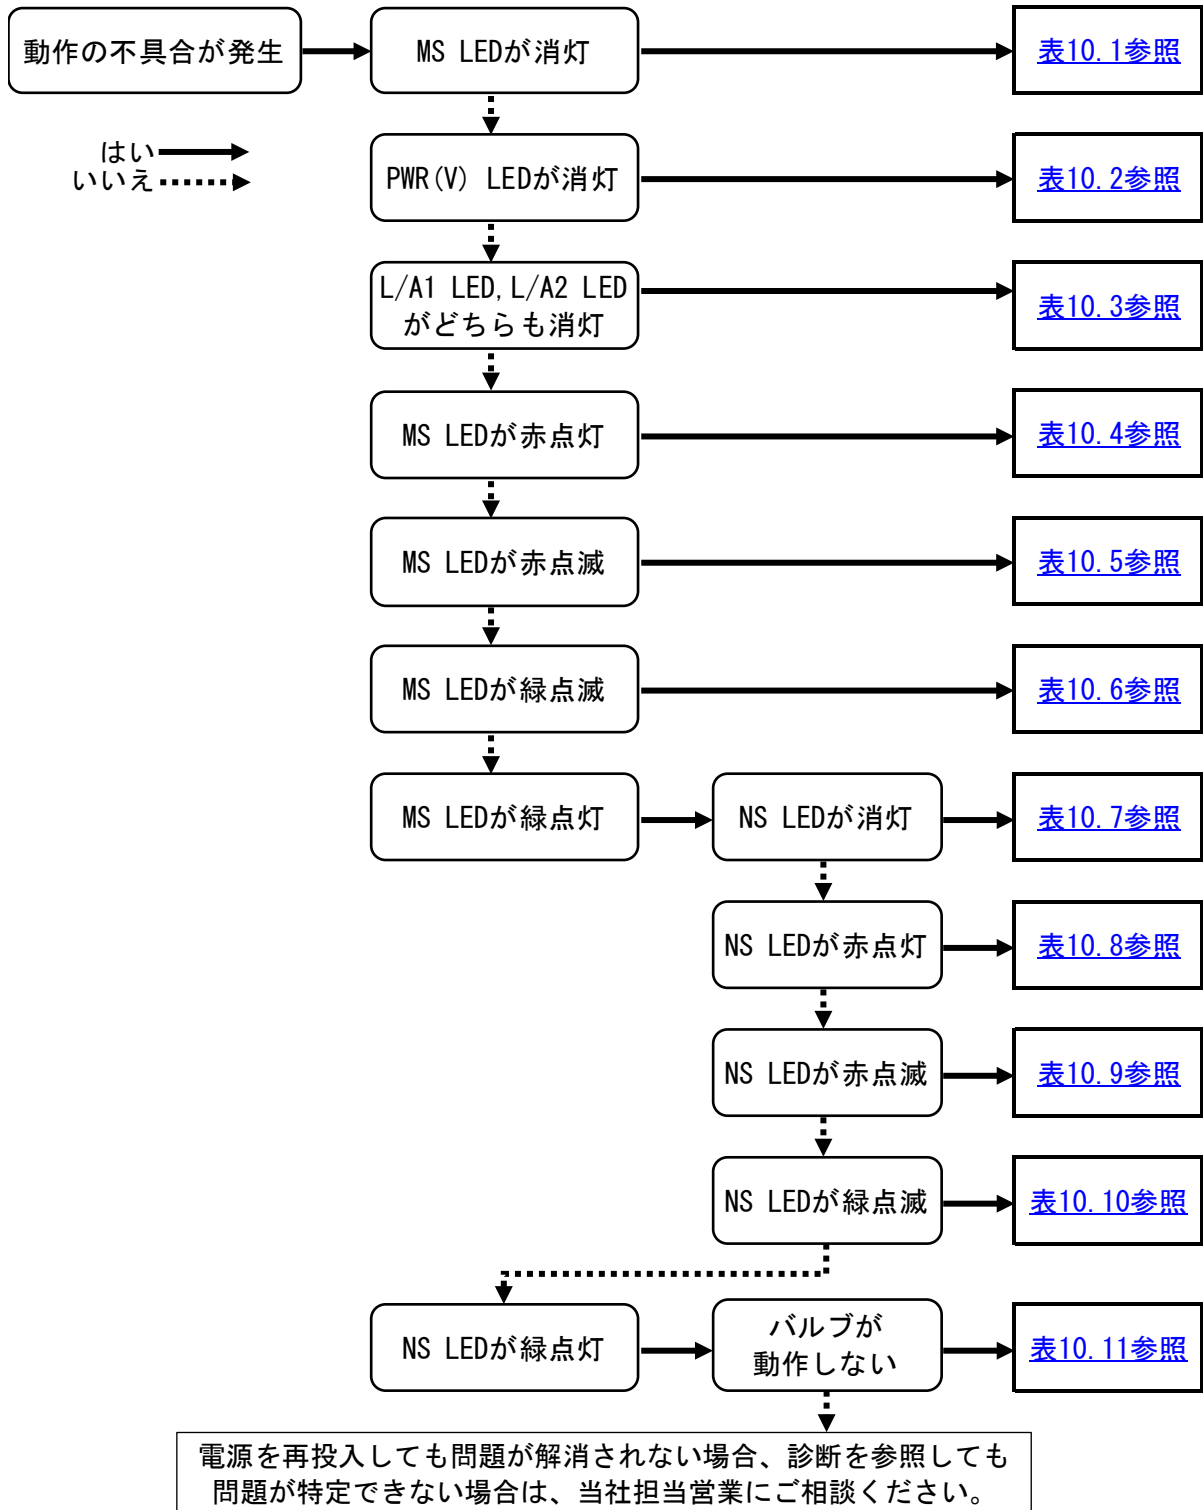 動作の不具合が発生
MS LEDが消灯
表10.1参照
はい
いいえ
PWR(V) LEDが消灯
表10.2参照
L/A1 LED,L/A2 LED
がどちらも消灯
表10.3参照
MS LEDが赤点灯
表10.4参照
MS LEDが赤点滅
表10.5参照
MS LEDが緑点滅
表10.6参照
MS LEDが緑点灯
NS LEDが消灯
表10.7参照
NS LEDが赤点灯
表10.8参照
NS LEDが赤点滅
表10.9参照
NS LEDが緑点滅
表10.10参照
NS LEDが緑点灯
バルブが
動作しない
表10.11参照
電源を再投入しても問題が解消されない場合、診断を参照しても
問題が特定できない場合は、当社担当営業にご相談ください。